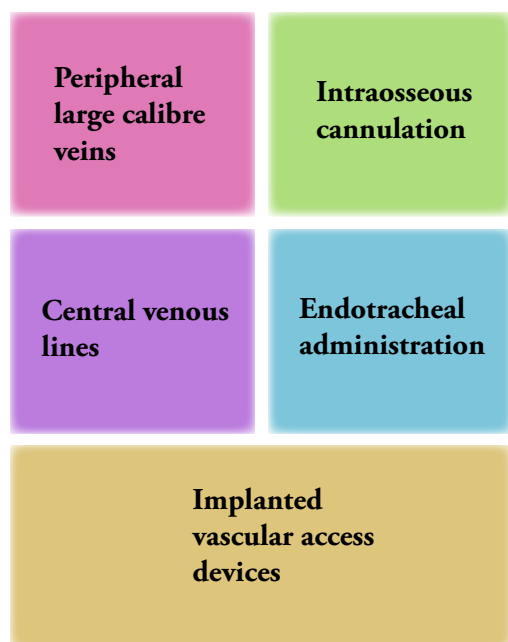 Peripheral
large calibre
veins
Intraosseous
cannulation
Central venous
lines
Endotracheal
administration
Implanted
vascular access
devices